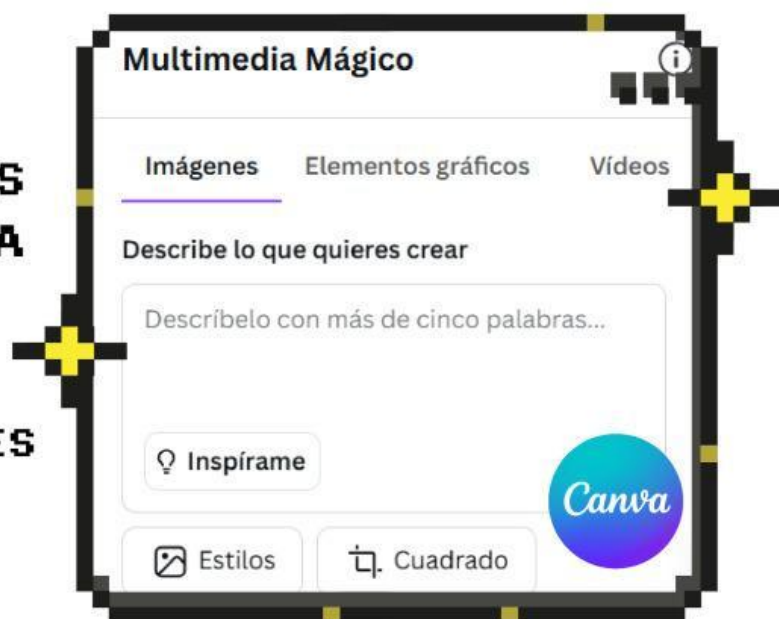 Multimedia Mágico
Imágenes Elementos gráficos Vídeos
Describe lo que quieres crear
Descríbelo con más de cinco palabras...
Inspírame
Canva
Estilos Cuadrado